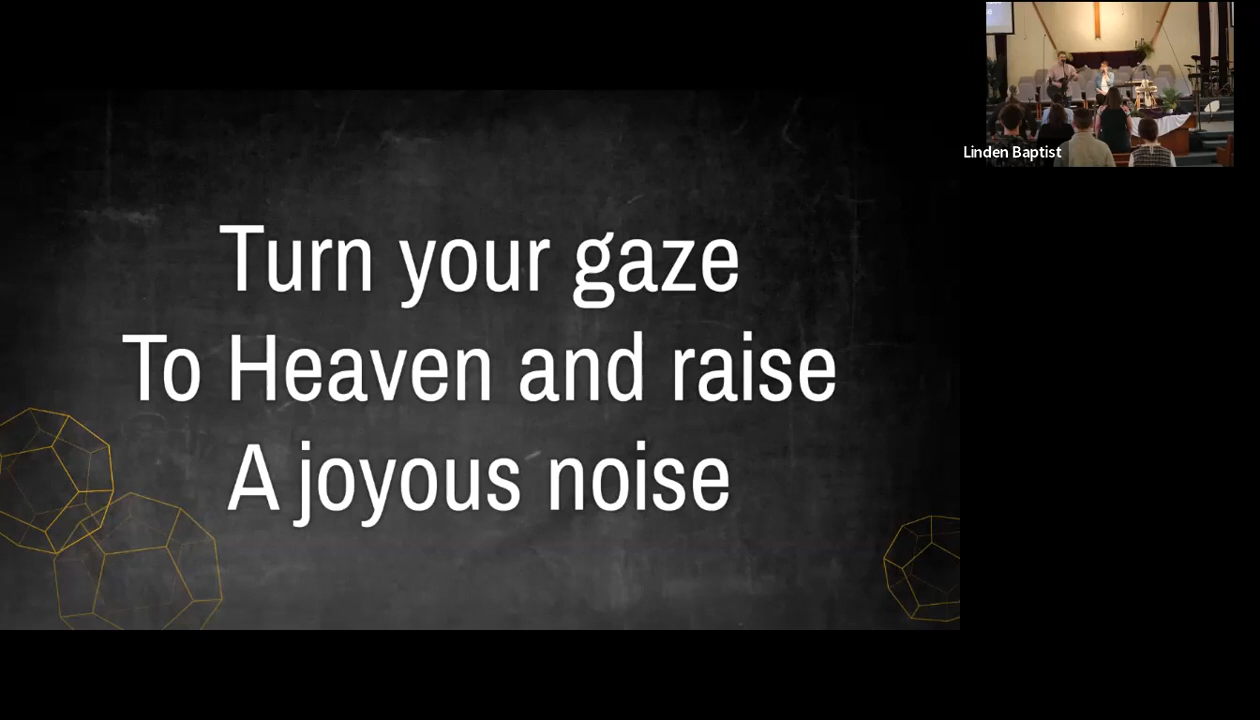 Turn your gaze
To Heaven and raise
A joyous noise
Linden Baptist